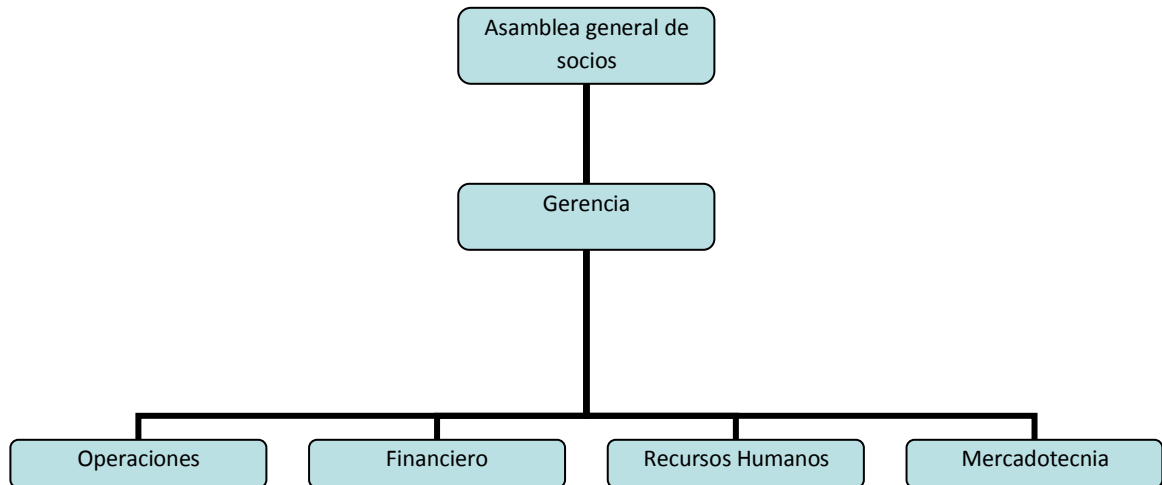 Asamblea general de
socios
Gerencia
Operaciones
Financiero
Recursos Humanos
Mercadotecnia